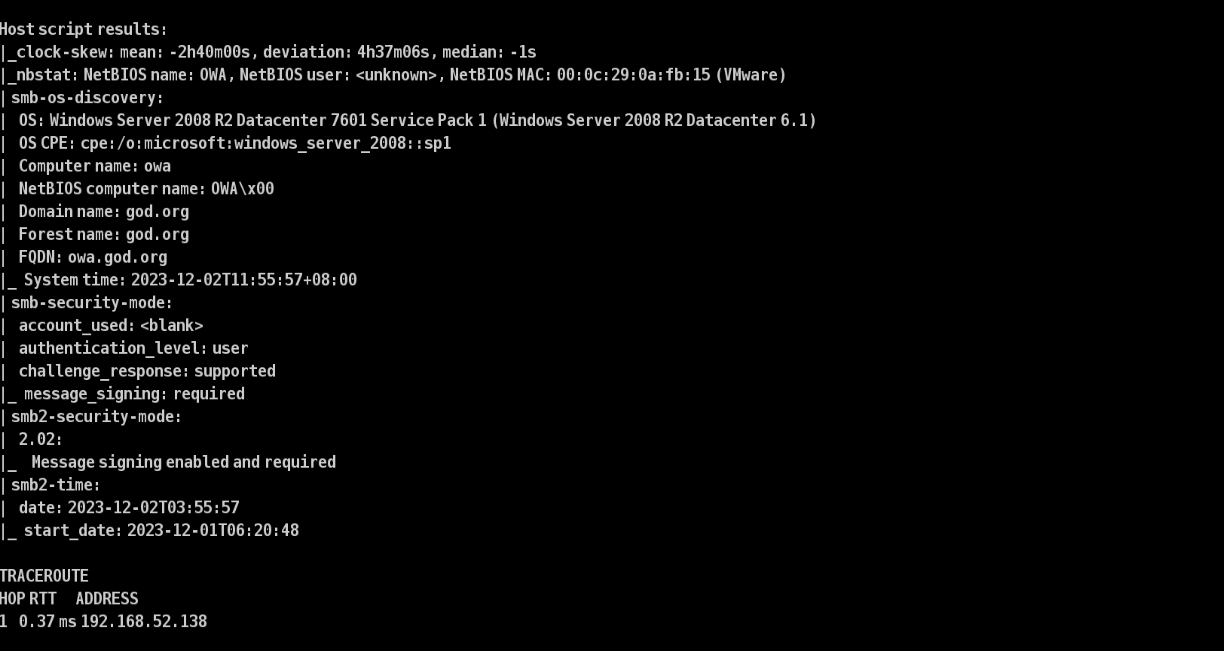 Host script results:
|_clock-skew: mean: -2h40m00s, deviation: 4h37m06s, median: -1s
|_nbstat: NetBIOS name: OWA, NetBIOS user: <unknown>, NetBIOS MAC: 00:0c:29:0a:fb:15 (VMware)
| smb-os-discovery:
|   OS: Windows Server 2008 R2 Datacenter 7601 Service Pack 1 (Windows Server 2008 R2 Datacenter 6.1)
|   OS CPE: cpe:/o:microsoft:windows_server_2008::sp1
|   Computer name: owa
|   NetBIOS computer name: OWA\x00
|   Domain name: god.org
|   Forest name: god.org
|   FQDN: owa.god.org
|_  System time: 2023-12-02T11:55:57+08:00
| smb-security-mode:
|   account_used: <blank>
|   authentication_level: user
|   challenge_response: supported
|_  message_signing: required
| smb2-security-mode:
|   2.02:
|_    Message signing enabled and required
| smb2-time:
|   date: 2023-12-02T03:55:57
|_  start_date: 2023-12-01T06:20:48

TRACEROUTE
HOP RTT     ADDRESS
1   0.37 ms 192.168.52.138